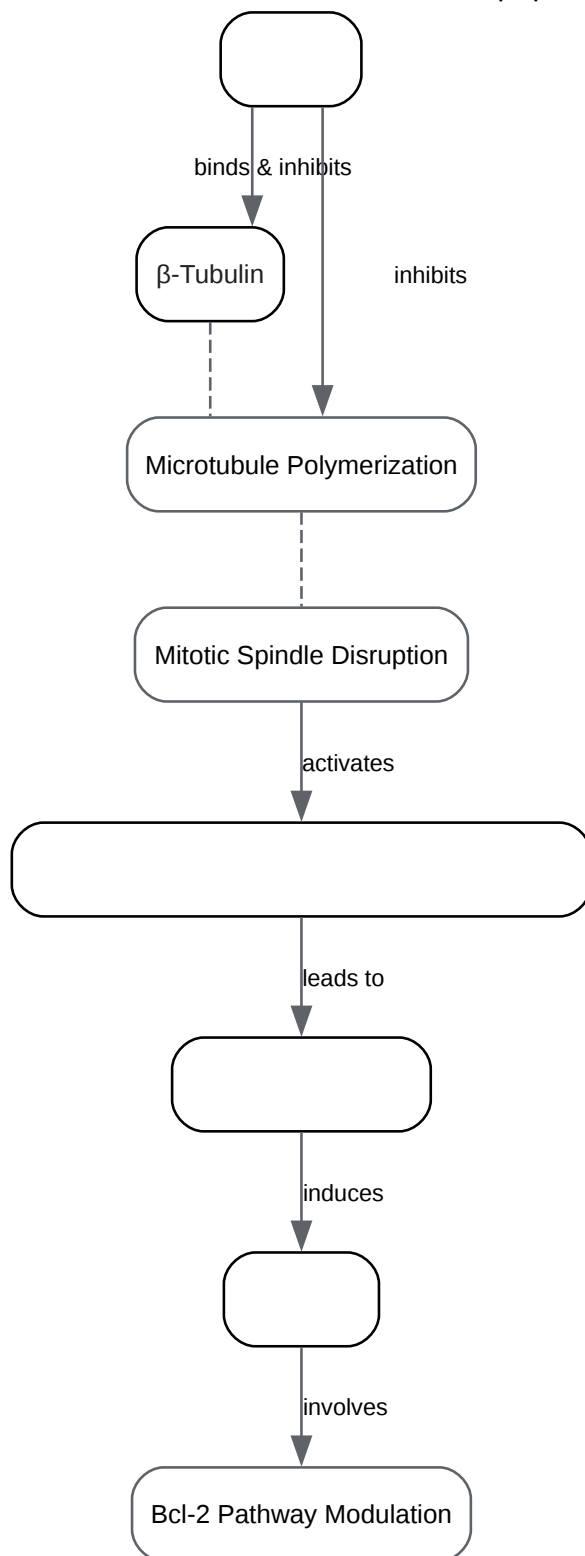 binds & inhibits
β-Tubulin
inhibits
Microtubule Polymerization
Mitotic Spindle Disruption
activates
leads to
induces
involves
Bcl-2 Pathway Modulation